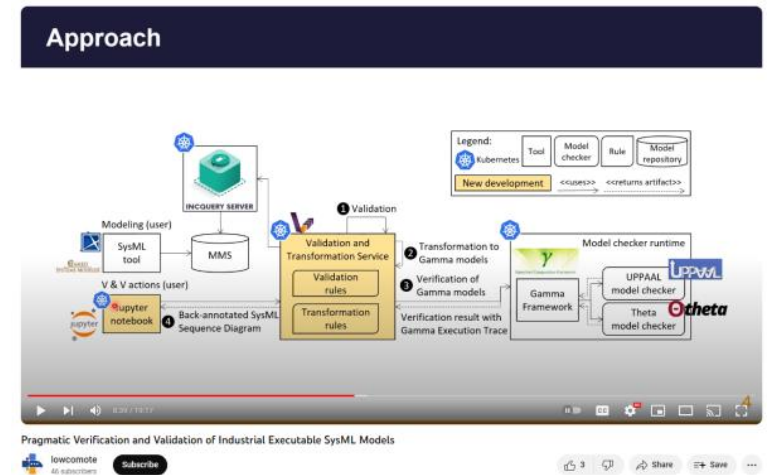 Approach
Legend:
Kubernetes
Tool
Model
checker
Rule
Model
repository
New development
<<uses>>
<<returns artifact>>
INCQUERY SERVER
Modeling (user)
SysML
tool
MMS
V & V actions (user)
Jupyter
notebook
jupyter
Validation and
Transformation Service
Validation
rules
Transformation
rules
1 Validation
2 Transformation to
Gamma models
3 Verification of
Gamma models
4 Back-annotated SysML
Sequence Diagram
Verification result with
Gamma Execution Trace
Model checker runtime
γ
Gamma
Framework
UPPAAL
model checker
UPPAAL
Theta
model checker
theta
4
Pragmatic Verification and Validation of Industrial Executable SysML Models
lowcomote
46 subscribers
Subscribe
3
Share
Save